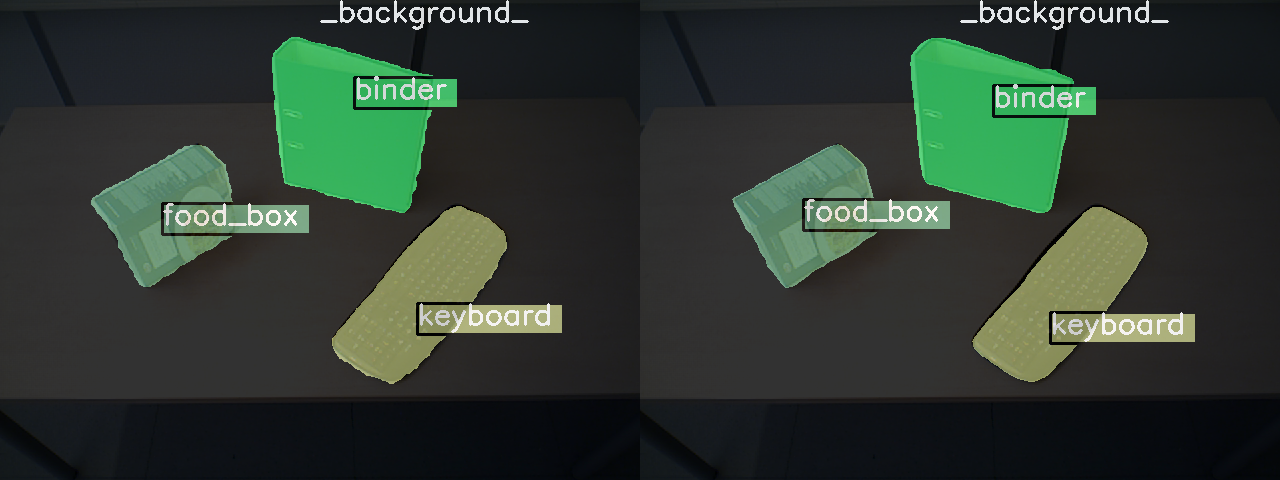 _background_
binder
food_box
keyboard
_background_
binder
food_box
keyboard